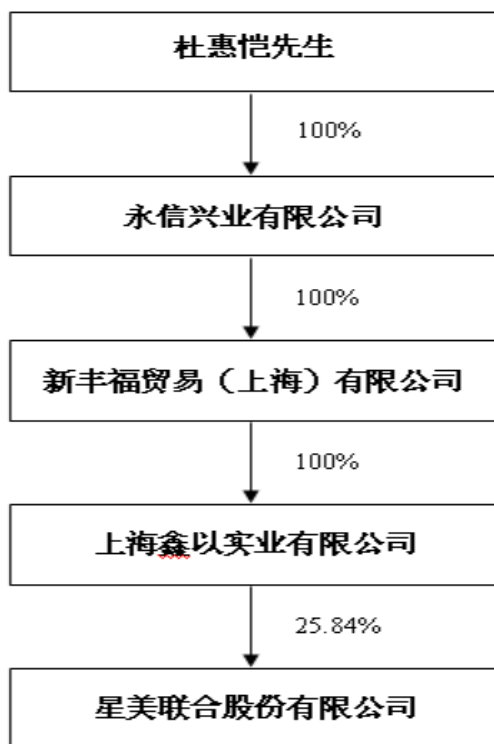 杜惠恺先生
100%
永信兴业有限公司
100%
新丰福贸易（上海）有限公司
100%
上海鑫以实业有限公司
25.84%
星美联合股份有限公司